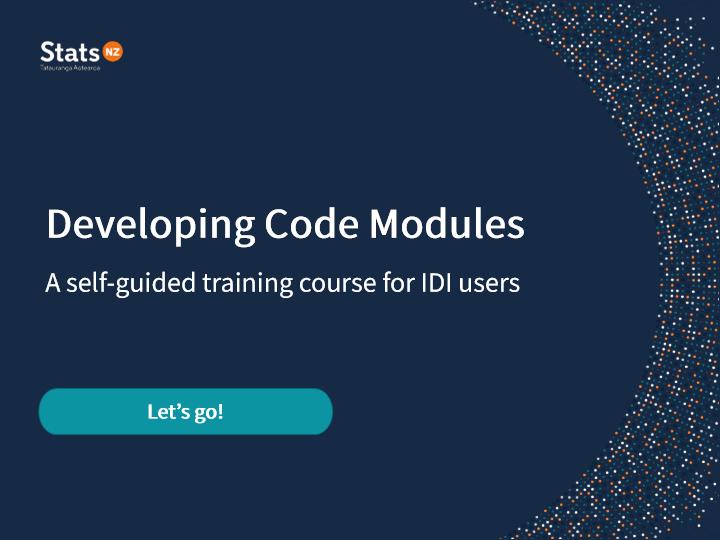 Stats NZ
Tatauranga Aotearoa
Developing Code Modules
A self-guided training course for IDI users
Let's go!